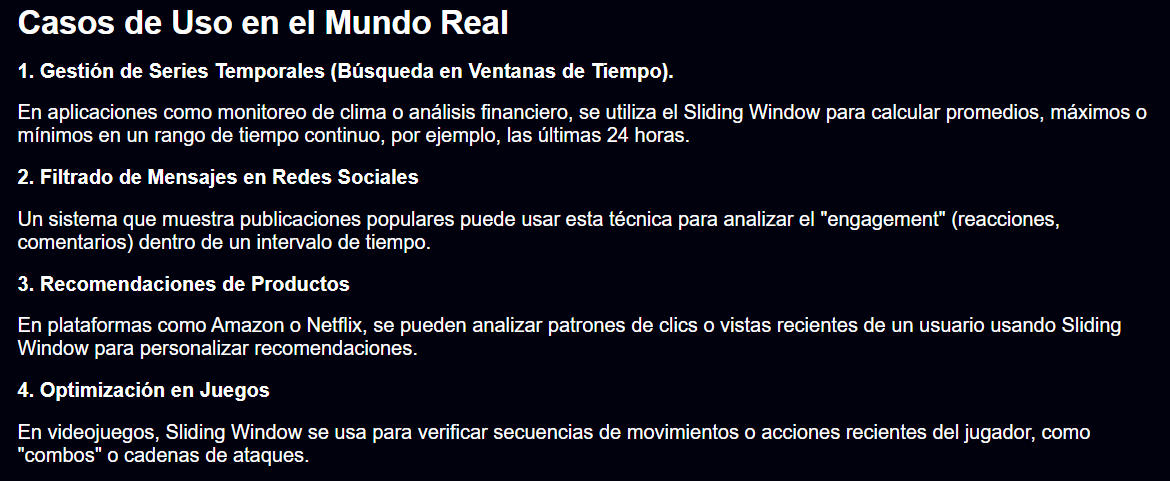 Casos de Uso en el Mundo Real
1. Gestión de Series Temporales (Búsqueda en Ventanas de Tiempo).
En aplicaciones como monitoreo de clima o análisis financiero, se utiliza el Sliding Window para calcular promedios, máximos o
mínimos en un rango de tiempo continuo, por ejemplo, las últimas 24 horas.
2. Filtrado de Mensajes en Redes Sociales
Un sistema que muestra publicaciones populares puede usar esta técnica para analizar el "engagement" (reacciones,
comentarios) dentro de un intervalo de tiempo.
3. Recomendaciones de Productos
En plataformas como Amazon o Netflix, se pueden analizar patrones de clics o vistas recientes de un usuario usando Sliding
Window para personalizar recomendaciones.
4. Optimización en Juegos
En videojuegos, Sliding Window se usa para verificar secuencias de movimientos o acciones recientes del jugador, como
"combos" o cadenas de ataques.